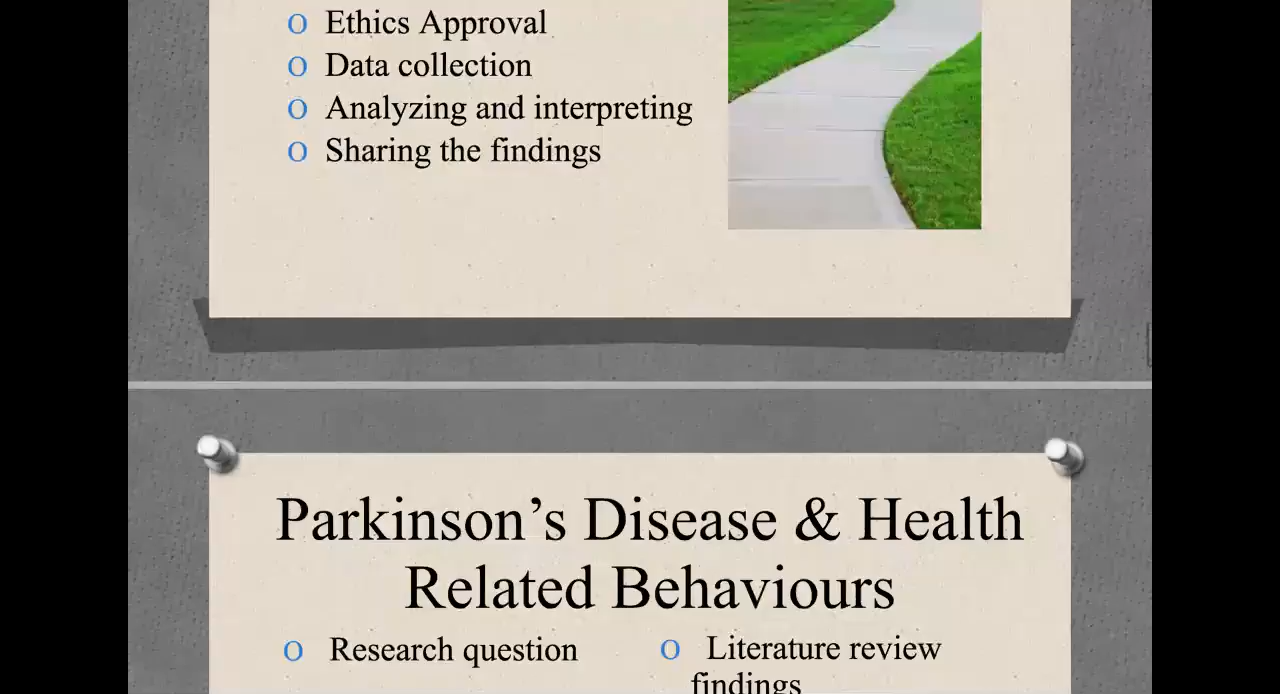 O Ethics Approval
O Data collection
O Analyzing and interpreting
O Sharing the findings
Parkinson’s Disease & Health
Related Behaviours
O Research question
O Literature review
findings